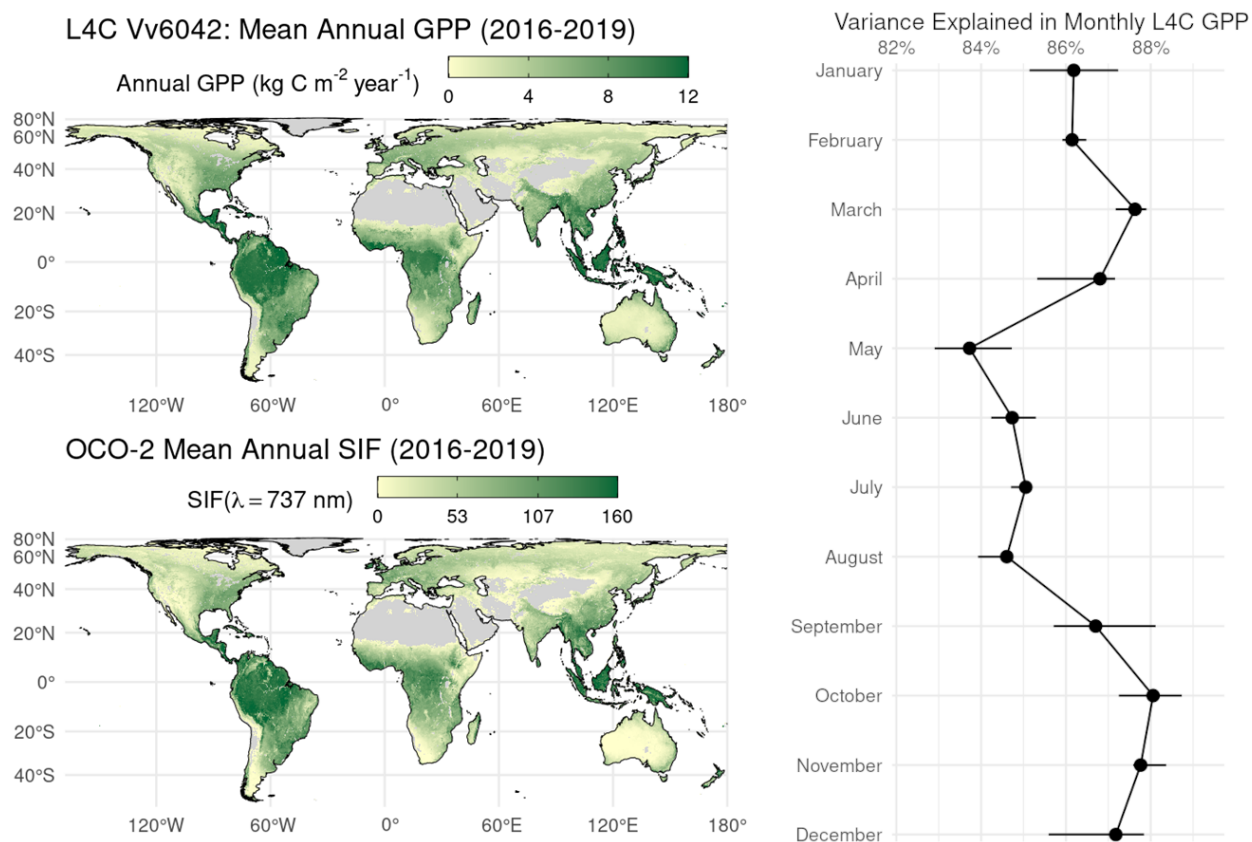 L4C Vv6042: Mean Annual GPP (2016-2019)
Annual GPP (kg C m⁻² year⁻¹)
0 4 8 12
80°N
60°N
40°N
20°N
0°
20°S
40°S
120°W 60°W 0° 60°E 120°E 180°
OCO-2 Mean Annual SIF (2016-2019)
SIF(λ = 737 nm)
0 53 107 160
80°N
60°N
40°N
20°N
0°
20°S
40°S
120°W 60°W 0° 60°E 120°E 180°
Variance Explained in Monthly L4C GPP
82% 84% 86% 88%
January
February
March
April
May
June
July
August
September
October
November
December